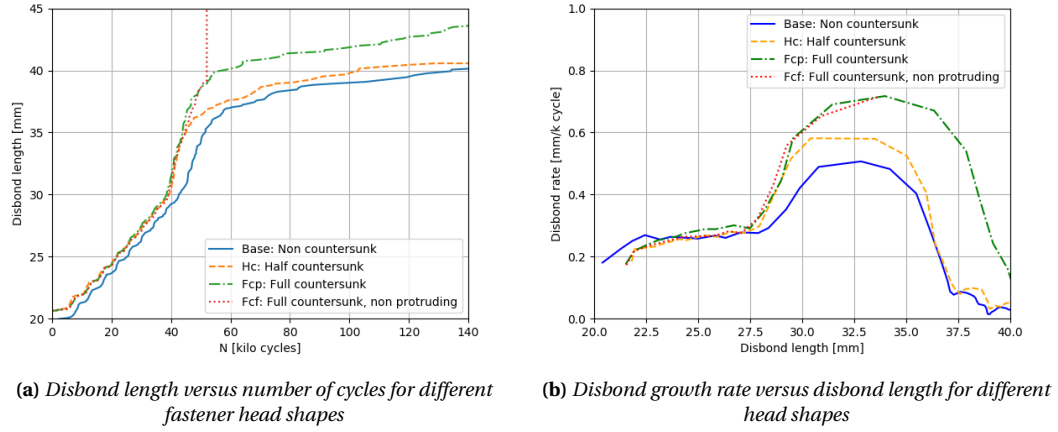 45
40
35
30
25
20
0
20
40
60
80
100
120
140
Disbond length [mm]
N [kilo cycles]
Base: Non countersunk
Hc: Half countersunk
Fcp: Full countersunk
Fcf: Full countersunk, non protruding
(a) Disbond length versus number of cycles for different
fastener head shapes
1.0
0.8
0.6
0.4
0.2
0.0
20.0
22.5
25.0
27.5
30.0
32.5
35.0
37.5
40.0
Disbond rate [mm/k cycle]
Disbond length [mm]
Base: Non countersunk
Hc: Half countersunk
Fcp: Full countersunk
Fcf: Full countersunk, non protruding
(b) Disbond growth rate versus disbond length for different
head shapes